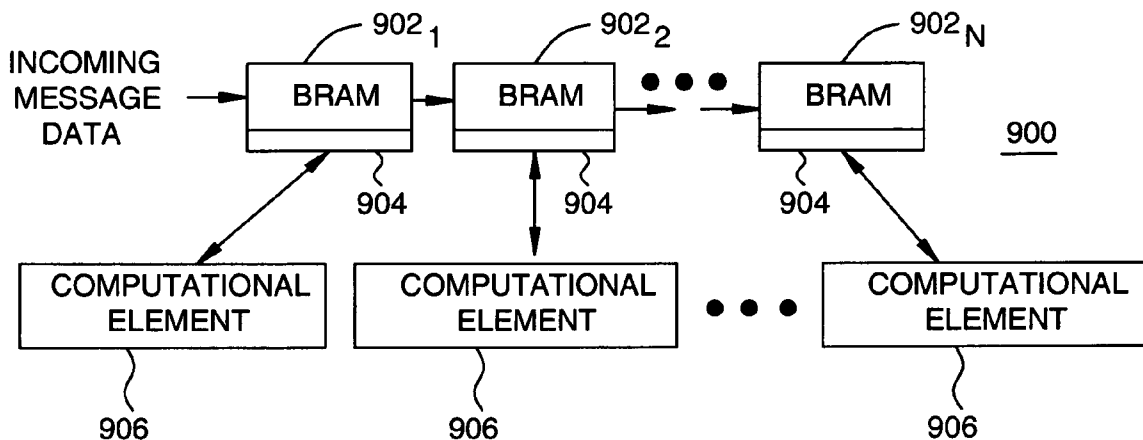 902₁
902₂
902N
INCOMING
MESSAGE
DATA
BRAM
BRAM
BRAM
900
904
904
904
COMPUTATIONAL
ELEMENT
COMPUTATIONAL
ELEMENT
COMPUTATIONAL
ELEMENT
906
906
906